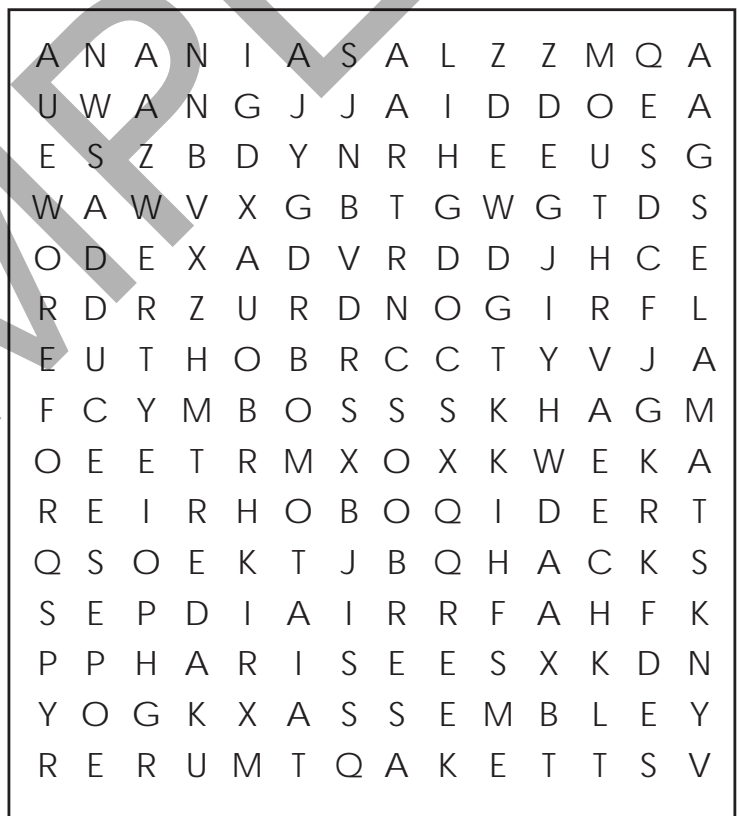 A N A N I A S A L Z Z M Q A
U W A N G J J A I D D O E A
E S Z B D Y N R H E E U S G
W A W V X G B T G W G T D S
O D E X A D V R D D J H C E
R D R Z U R D N O G I R F L
E U T H O B R C C T Y V J A
F C Y M B O S S S K H A G M
O E E T R M X O X K W E K A
R E I R H O B O Q I D E R T
Q S O E K T J B Q H A C K S
S E P D I A I R R F A H F K
P P H A R I S E E S X K D N
Y O G K X A S S E M B L E Y
R E R U M T Q A K E T T S V